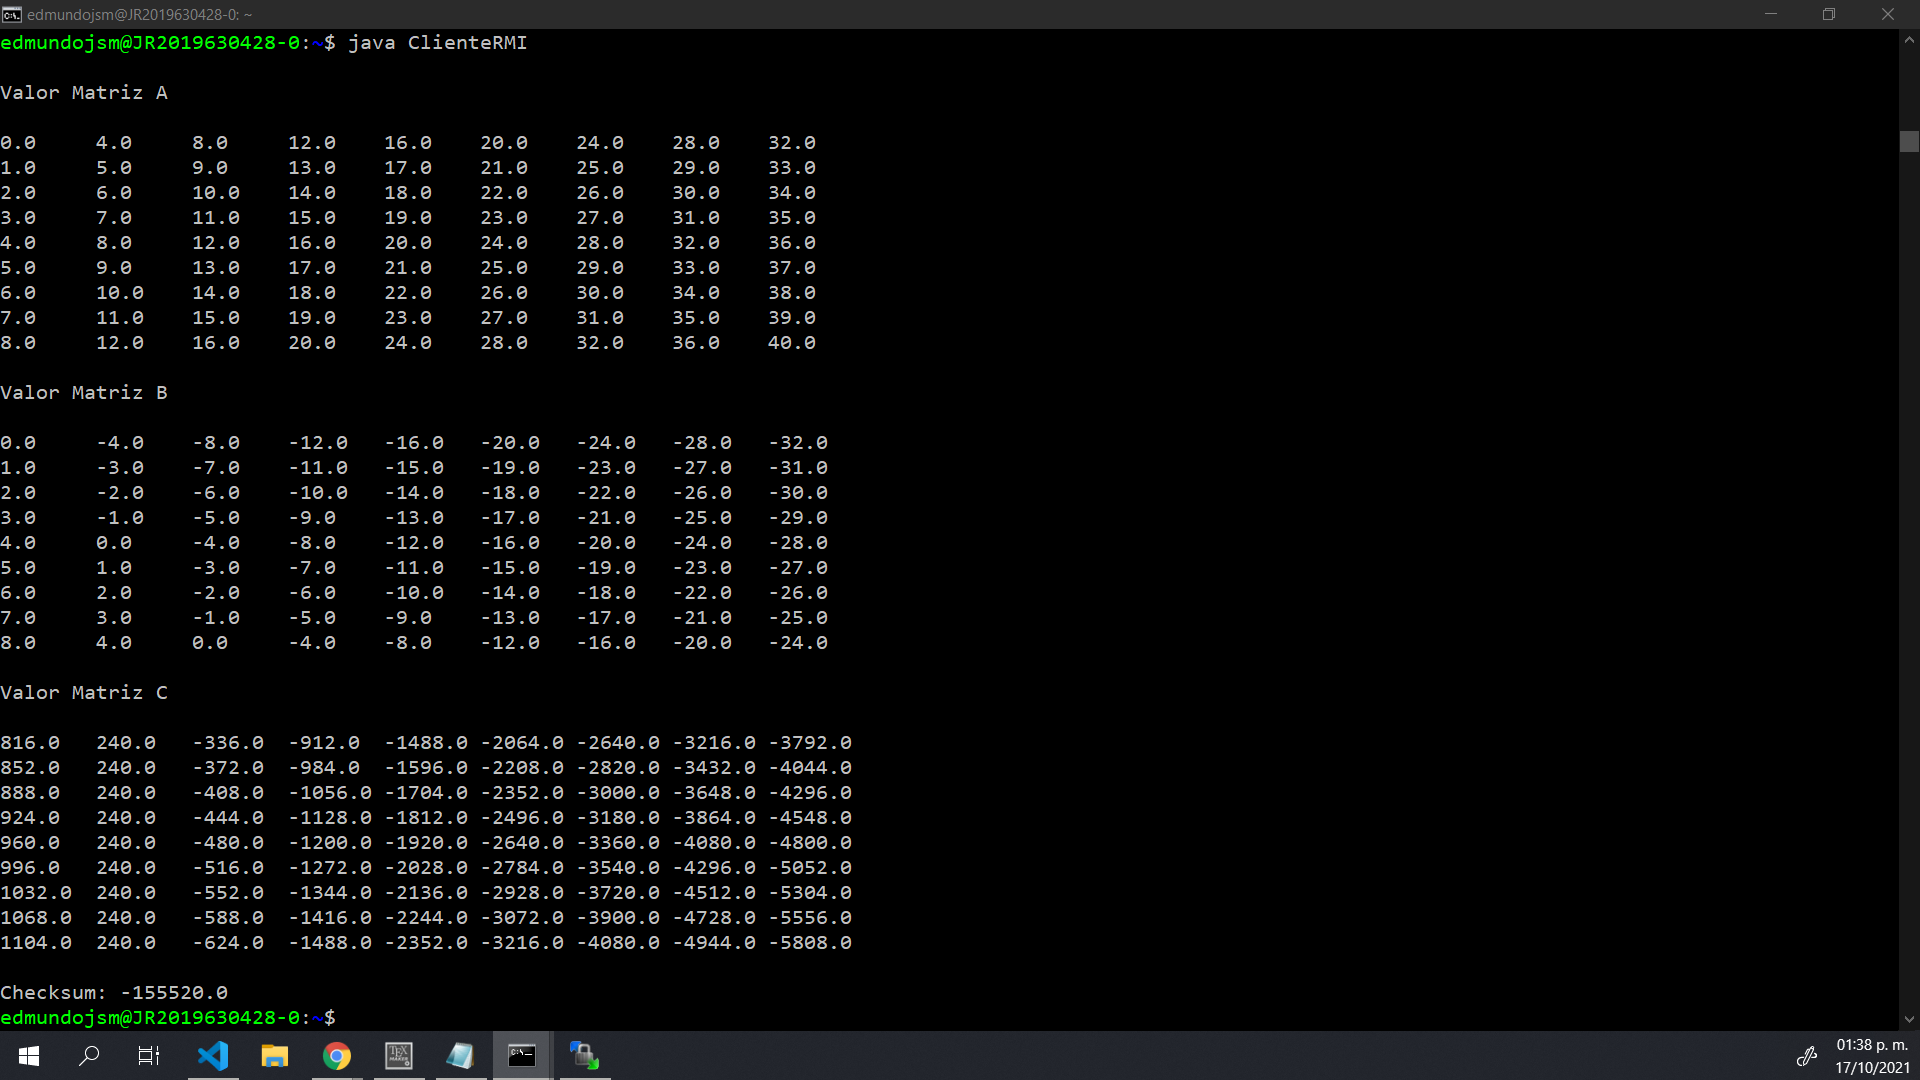 edmundojsm@JR2019630428-0: ~
edmundojsm@JR2019630428-0:~$ java ClienteRMI
Valor Matriz A
0.0 4.0 8.0 12.0 16.0 20.0 24.0 28.0 32.0
1.0 5.0 9.0 13.0 17.0 21.0 25.0 29.0 33.0
2.0 6.0 10.0 14.0 18.0 22.0 26.0 30.0 34.0
3.0 7.0 11.0 15.0 19.0 23.0 27.0 31.0 35.0
4.0 8.0 12.0 16.0 20.0 24.0 28.0 32.0 36.0
5.0 9.0 13.0 17.0 21.0 25.0 29.0 33.0 37.0
6.0 10.0 14.0 18.0 22.0 26.0 30.0 34.0 38.0
7.0 11.0 15.0 19.0 23.0 27.0 31.0 35.0 39.0
8.0 12.0 16.0 20.0 24.0 28.0 32.0 36.0 40.0
Valor Matriz B
0.0 -4.0 -8.0 -12.0 -16.0 -20.0 -24.0 -28.0 -32.0
1.0 -3.0 -7.0 -11.0 -15.0 -19.0 -23.0 -27.0 -31.0
2.0 -2.0 -6.0 -10.0 -14.0 -18.0 -22.0 -26.0 -30.0
3.0 -1.0 -5.0 -9.0 -13.0 -17.0 -21.0 -25.0 -29.0
4.0 0.0 -4.0 -8.0 -12.0 -16.0 -20.0 -24.0 -28.0
5.0 1.0 -3.0 -7.0 -11.0 -15.0 -19.0 -23.0 -27.0
6.0 2.0 -2.0 -6.0 -10.0 -14.0 -18.0 -22.0 -26.0
7.0 3.0 -1.0 -5.0 -9.0 -13.0 -17.0 -21.0 -25.0
8.0 4.0 0.0 -4.0 -8.0 -12.0 -16.0 -20.0 -24.0
Valor Matriz C
816.0 240.0 -336.0 -912.0 -1488.0 -2064.0 -2640.0 -3216.0 -3792.0
852.0 240.0 -372.0 -984.0 -1596.0 -2208.0 -2820.0 -3432.0 -4044.0
888.0 240.0 -408.0 -1056.0 -1704.0 -2352.0 -3000.0 -3648.0 -4296.0
924.0 240.0 -444.0 -1128.0 -1812.0 -2496.0 -3180.0 -3864.0 -4548.0
960.0 240.0 -480.0 -1200.0 -1920.0 -2640.0 -3360.0 -4080.0 -4800.0
996.0 240.0 -516.0 -1272.0 -2028.0 -2784.0 -3540.0 -4296.0 -5052.0
1032.0 240.0 -552.0 -1344.0 -2136.0 -2928.0 -3720.0 -4512.0 -5304.0
1068.0 240.0 -588.0 -1416.0 -2244.0 -3072.0 -3900.0 -4728.0 -5556.0
1104.0 240.0 -624.0 -1488.0 -2352.0 -3216.0 -4080.0 -4944.0 -5808.0
Checksum: -155520.0
edmundojsm@JR2019630428-0:~$
01:38 p. m.
17/10/2021